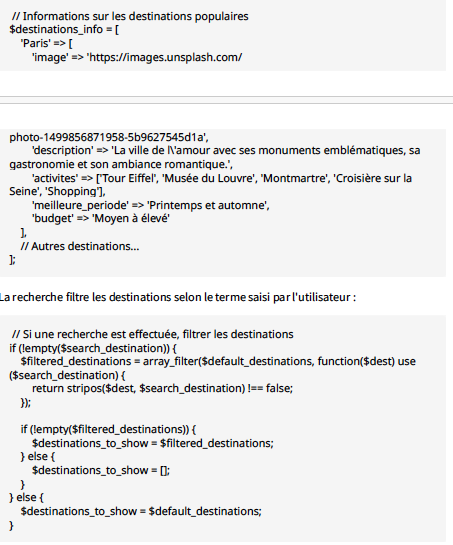 // Informations sur les destinations populaires
$destinations_info = [
'Paris' => [
'image' => 'https://images.unsplash.com/
photo-1499856871958-5b9627545d1a',
'description' => 'La ville de l\'amour avec ses monuments emblématiques, sa
gastronomie et son ambiance romantique.',
'activites' => ['Tour Eiffel', 'Musée du Louvre', 'Montmartre', 'Croisière sur la
Seine', 'Shopping'],
'meilleure_periode' => 'Printemps et automne',
'budget' => 'Moyen à élevé'
],
// Autres destinations...
];
La recherche filtre les destinations selon le terme saisi par l'utilisateur :
// Si une recherche est effectuée, filtrer les destinations
if (!empty($search_destination)) {
$filtered_destinations = array_filter($default_destinations, function($dest) use
($search_destination) {
return stripos($dest, $search_destination) !== false;
});
if (!empty($filtered_destinations)) {
$destinations_to_show = $filtered_destinations;
} else {
$destinations_to_show = [];
}
} else {
$destinations_to_show = $default_destinations;
}